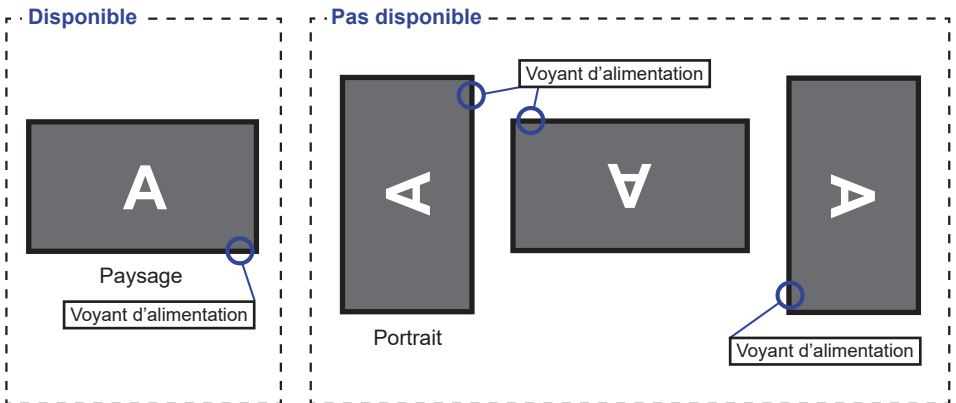 Disponible
Pas disponible
Voyant d’alimentation
A
A
A
A
Paysage
Voyant d’alimentation
Portrait
Voyant d’alimentation